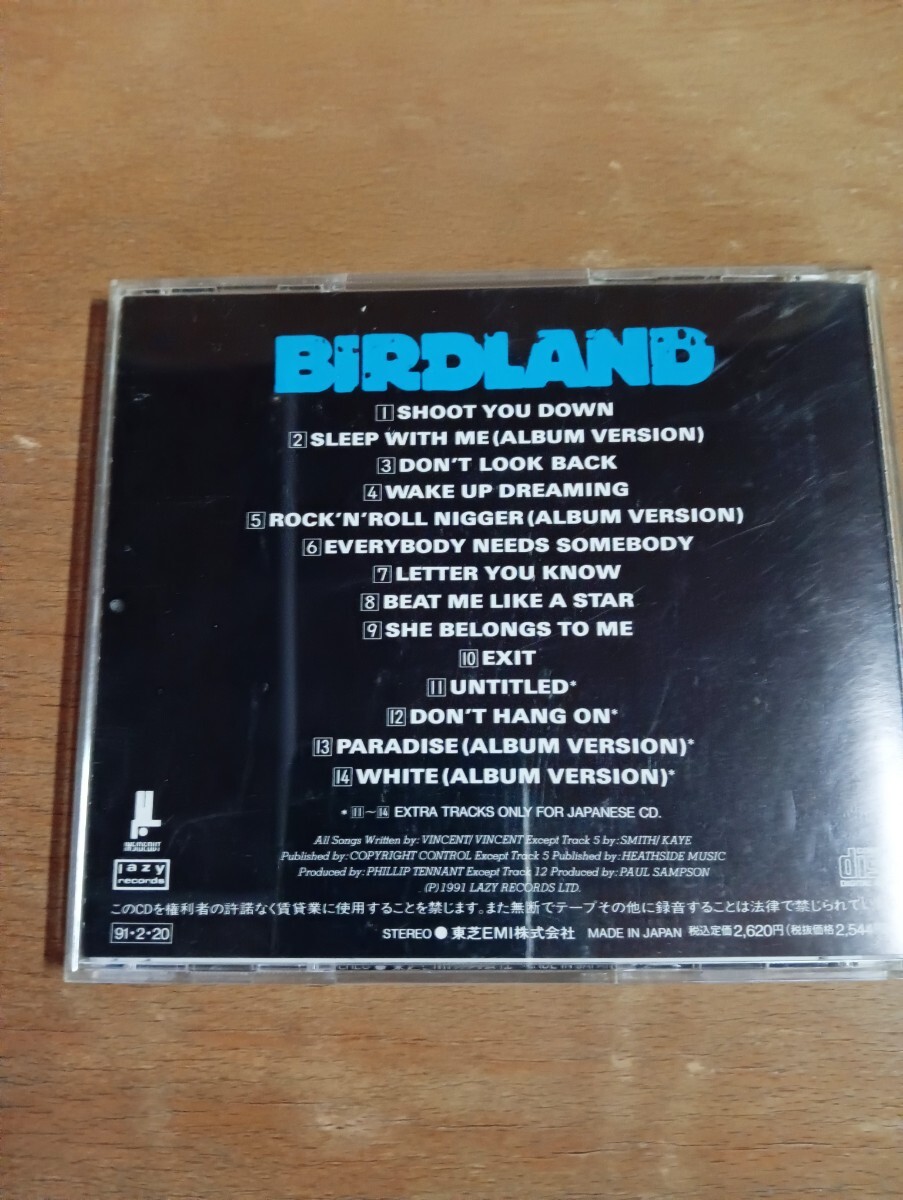 BIRDLAND
1 SHOOT YOU DOWN
2 SLEEP WITH ME (ALBUM VERSION)
3 DON'T LOOK BACK
4 WAKE UP DREAMING
5 ROCK'N'ROLL NIGGER (ALBUM VERSION)
6 EVERYBODY NEEDS SOMEBODY
7 LETTER YOU KNOW
8 BEAT ME LIKE A STAR
9 SHE BELONGS TO ME
10 EXIT
11 UNTITLED*
12 DON'T HANG ON*
13 PARADISE (ALBUM VERSION)*
14 WHITE (ALBUM VERSION)*
* 11~14 EXTRA TRACKS ONLY FOR JAPANESE CD.
All Songs Written by: VINCENT/VINCENT Except Track 5 by: SMITH/KAYE
Published by: COPYRIGHT CONTROL Except Track 5 Published by: HEATHSIDE MUSIC
Produced by: PHILLIP TENNANT Except Track 12 Produced by: PAUL SAMPSON
(P) 1991 LAZY RECORDS LTD.
lazy
records
このCDを権利者の許諾なく賃貸業に使用することを禁じます。また無断でテープその他に録音することは法律で禁じられて
91・2・20
STEREO ● 東芝EMI株式会社 MADE IN JAPAN 税込定価2,620円(税抜価格2,544